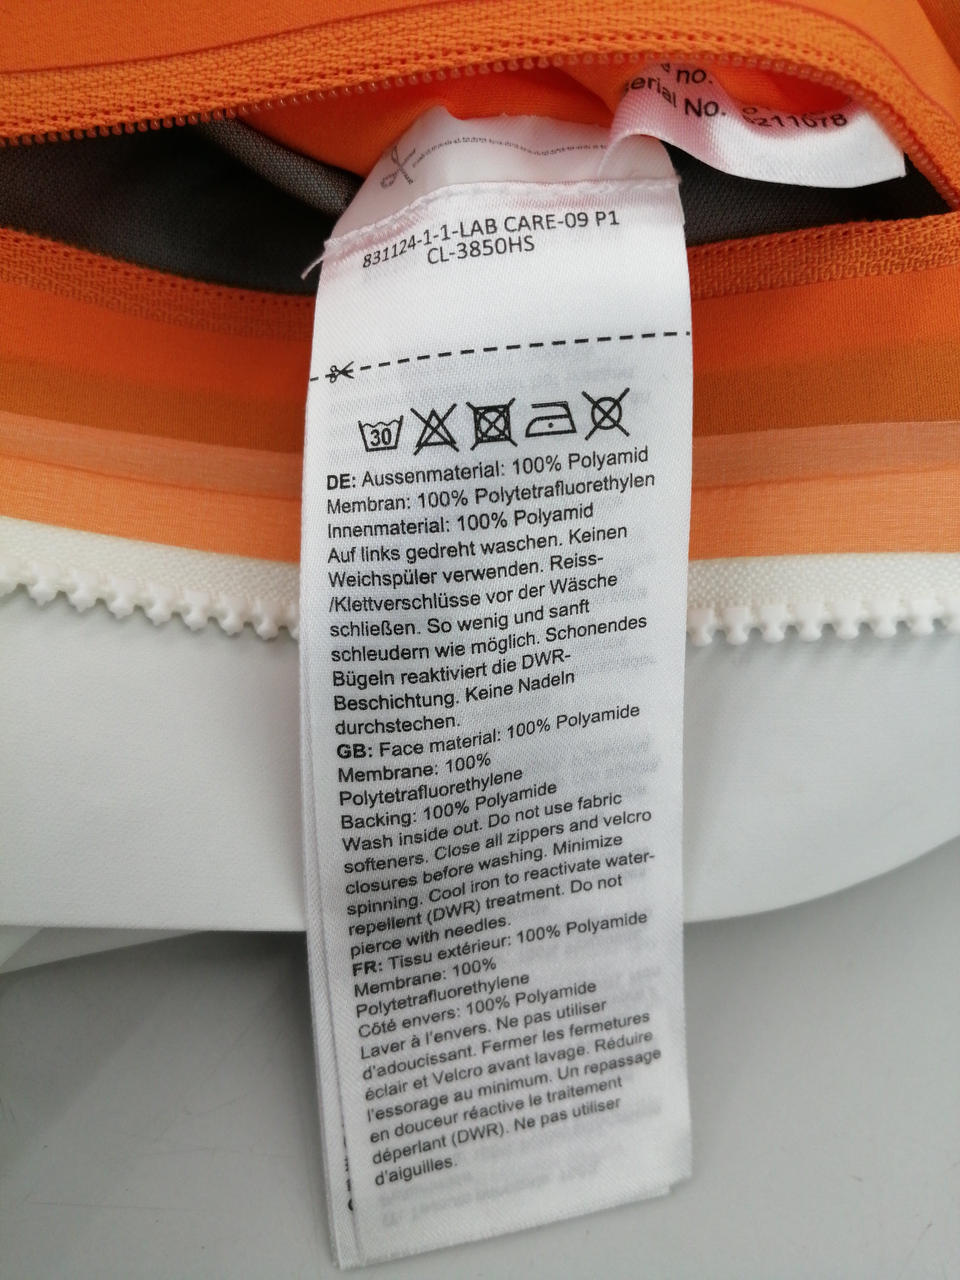 no.
erial No.
211078
831124-1-1-LAB CARE-09 P1
CL-3850HS
30
DE: Aussenmaterial: 100% Polyamid
Membran: 100% Polytetrafluorethylen
Innenmaterial: 100% Polyamid
Auf links gedreht waschen. Keinen
Weichspüler verwenden. Reiss-
/Klettverschlüsse vor der Wäsche
schließen. So wenig und sanft
schleudern wie möglich. Schonendes
Bügeln reaktiviert die DWR-
Beschichtung. Keine Nadeln
durchstechen.
GB: Face material: 100% Polyamide
Membrane: 100%
Polytetrafluorethylene
Backing: 100% Polyamide
Wash inside out. Do not use fabric
softeners. Close all zippers and velcro
closures before washing. Minimize
spinning. Cool iron to reactivate water-
repellent (DWR) treatment. Do not
pierce with needles.
FR: Tissu extérieur: 100% Polyamide
Membrane: 100%
Polytetrafluorethylene
Côté envers: 100% Polyamide
Laver à l'envers. Ne pas utiliser
d'adoucissant. Fermer les fermetures
éclair et Velcro avant lavage. Réduire
l'essorage au minimum. Un repassage
en douceur réactive le traitement
déperlant (DWR). Ne pas utiliser
d'aiguilles.